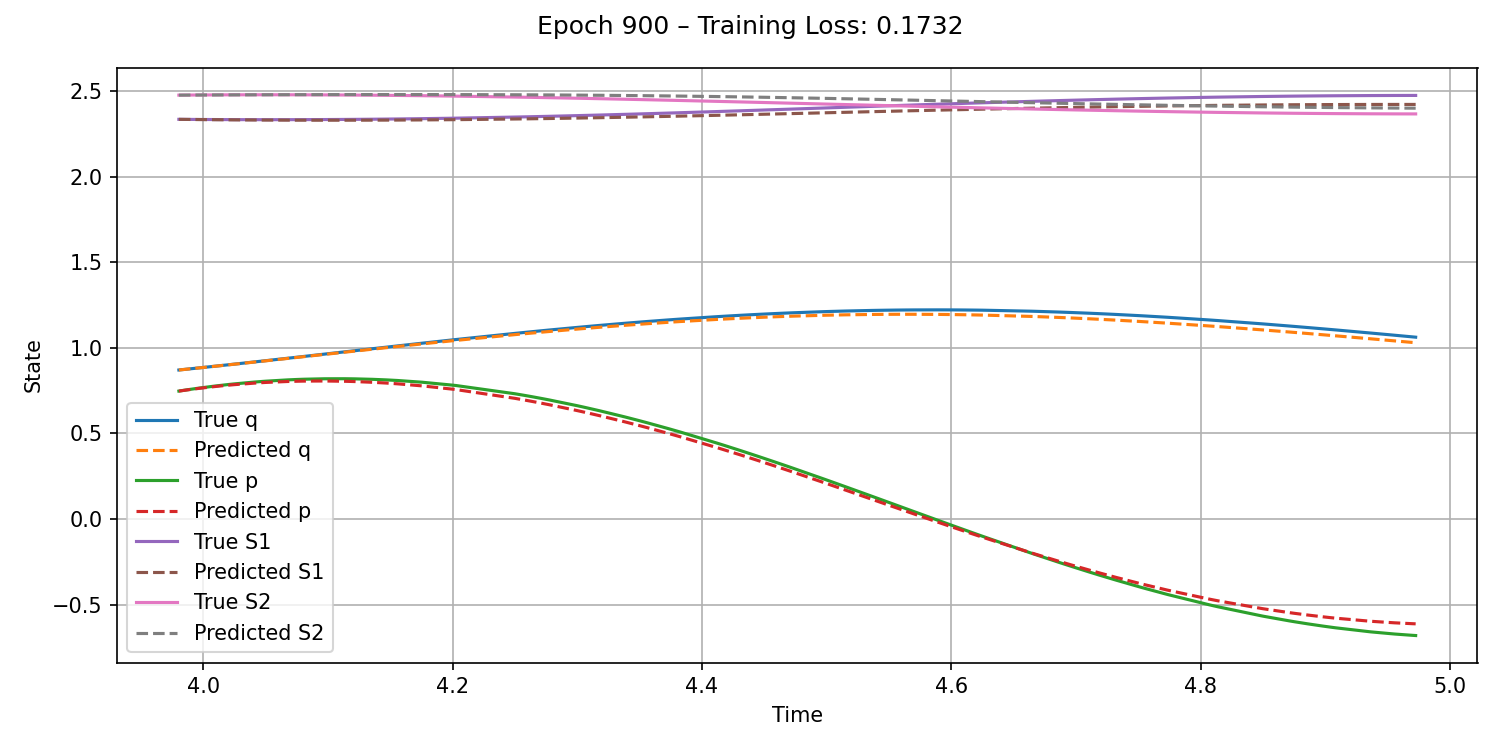 Epoch 900 – Training Loss: 0.1732
2.5
2.0
1.5
1.0
0.5
0.0
−0.5
State
True q
Predicted q
True p
Predicted p
True S1
Predicted S1
True S2
Predicted S2
4.0 4.2 4.4 4.6 4.8 5.0
Time